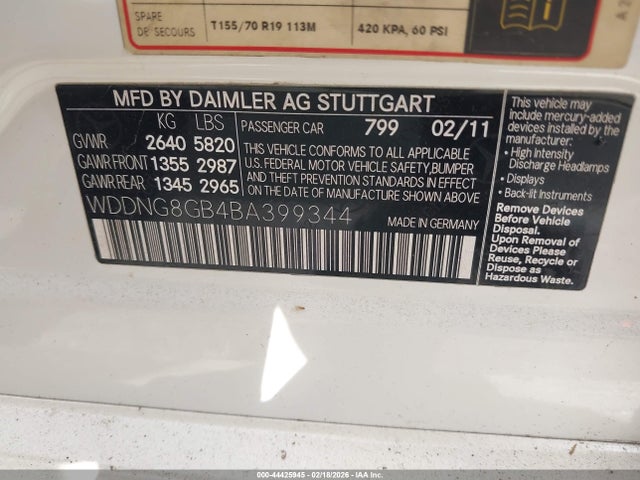 SPARE T155/70 R19 113M 420 KPA, 60 PSI
DE SECOURS
MFD BY DAIMLER AG STUTTGART
KG LBS
GVWR 2640 5820
GAWR FRONT 1355 2987
GAWR REAR 1345 2965
PASSENGER CAR 799 02/11
THIS VEHICLE CONFORMS TO ALL APPLICABLE
U.S. FEDERAL MOTOR VEHICLE SAFETY, BUMPER
AND THEFT PREVENTION STANDARDS IN EFFECT
ON THE DATE OF MANUFACTURE SHOWN ABOVE.
WDDNG8GB4BA399344
MADE IN GERMANY
This vehicle may
include mercury-added
devices installed by the
manufacturer:
• High Intensity
Discharge Headlamps
• Displays
• Back-lit Instruments
Remove Devices
Before Vehicle
Disposal.
Upon Removal of
Devices Please
Reuse, Recycle or
Dispose as
Hazardous Waste.
000-44425945 - 02/18/2026 - COPART